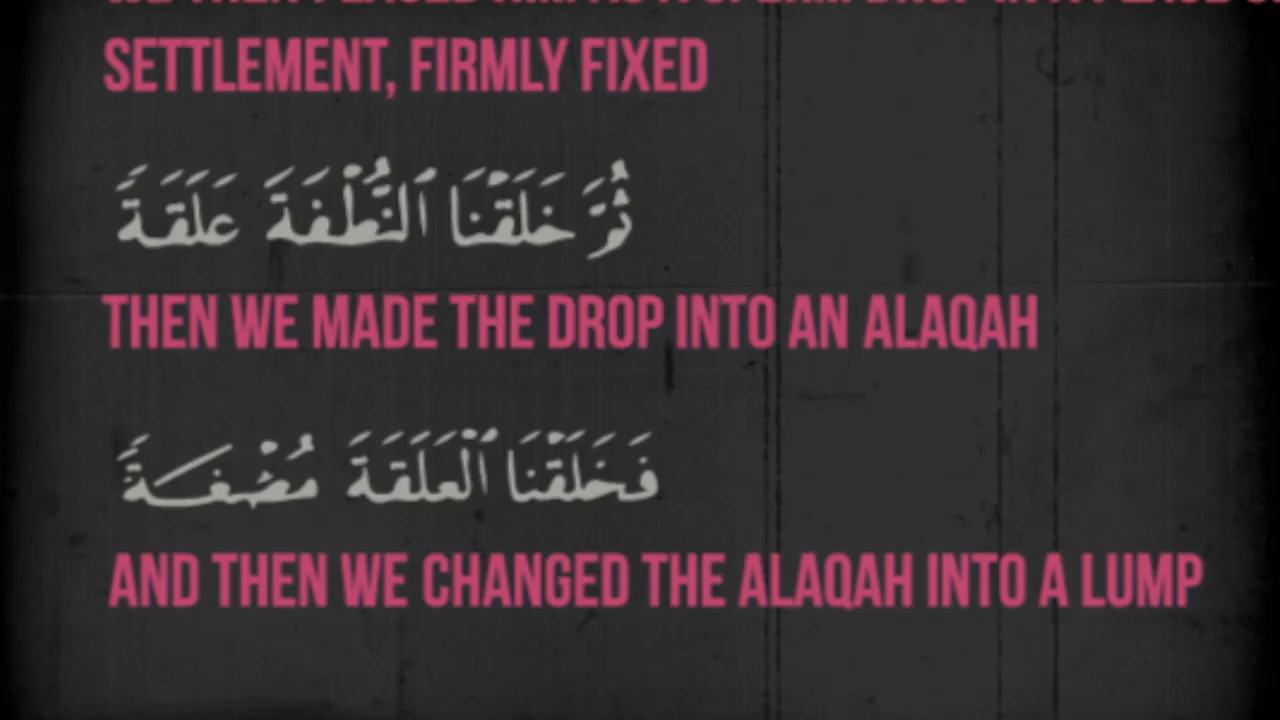 SETTLEMENT, FIRMLY FIXED
ثُمَّ خَلَقْنَا ٱلنُّطْفَةَ عَلَقَةً
THEN WE MADE THE DROP INTO AN ALAQAH
فَخَلَقْنَا ٱلْعَلَقَةَ مُضْغَةً
AND THEN WE CHANGED THE ALAQAH INTO A LUMP